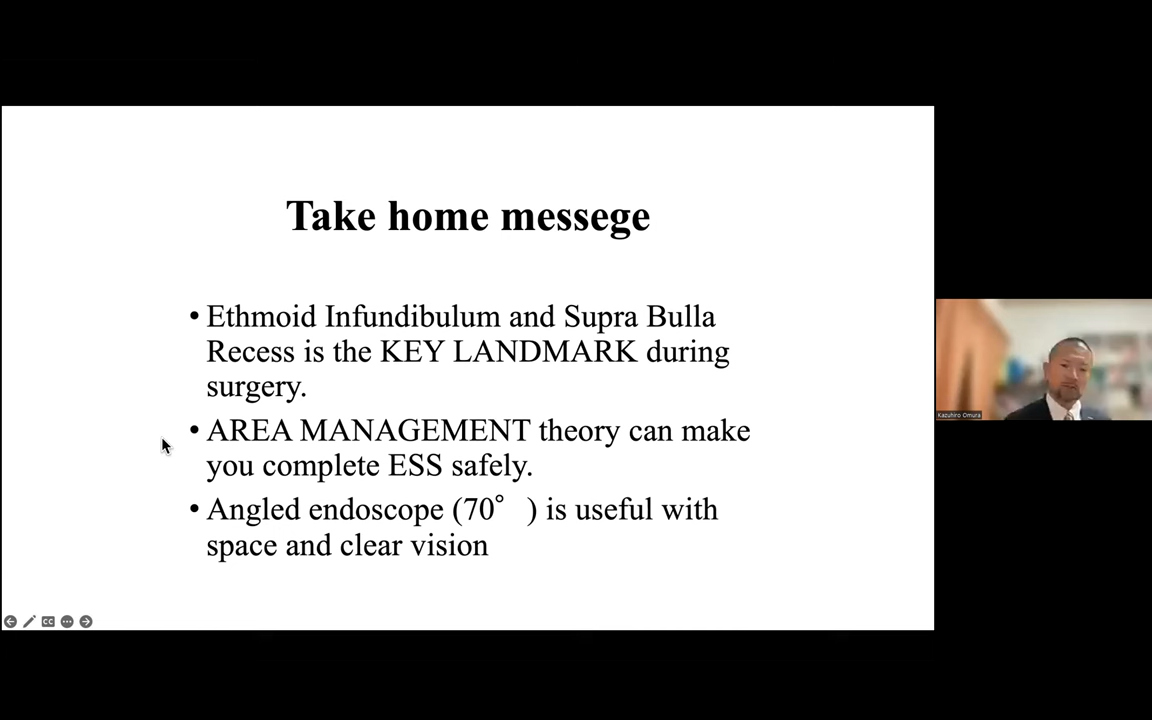 Take home messege
• Ethmoid Infundibulum and Supra Bulla
Recess is the KEY LANDMARK during
surgery.
• AREA MANAGEMENT theory can make
you complete ESS safely.
• Angled endoscope (70° ) is useful with
space and clear vision
CC
Kazuhiro Omura